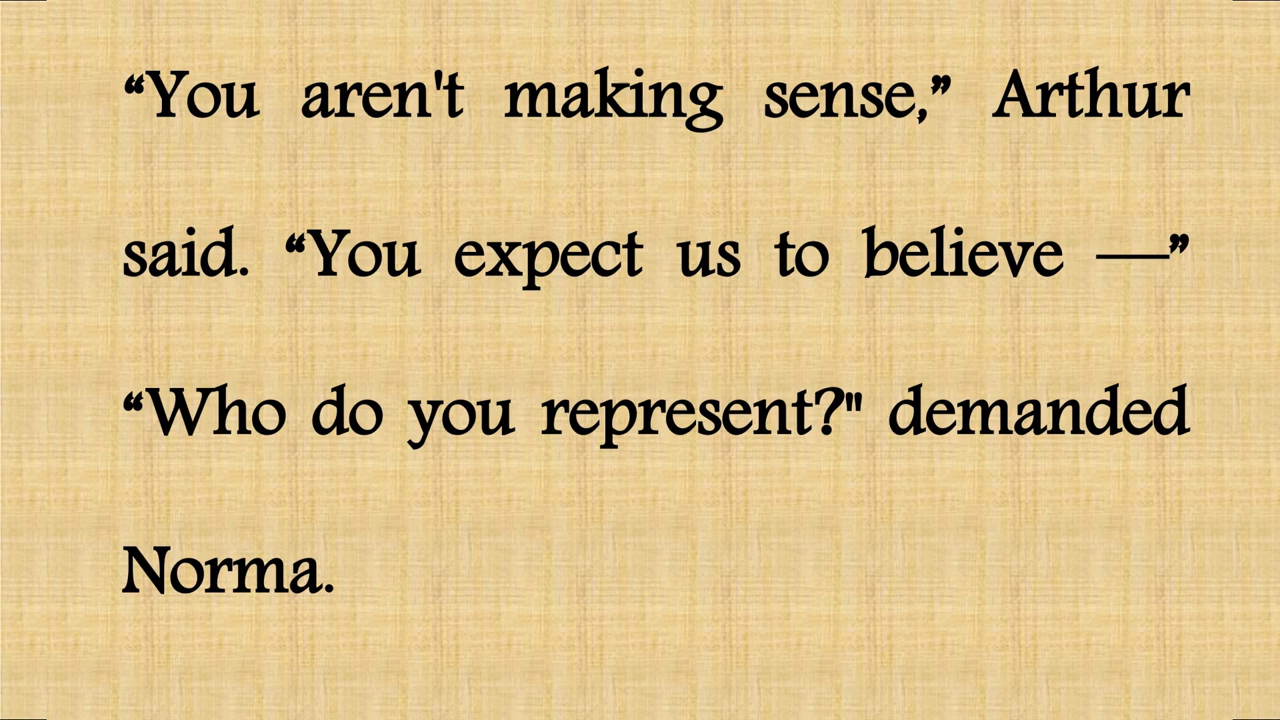 “You aren't making sense,” Arthur
said. “You expect us to believe —”
“Who do you represent?" demanded
Norma.